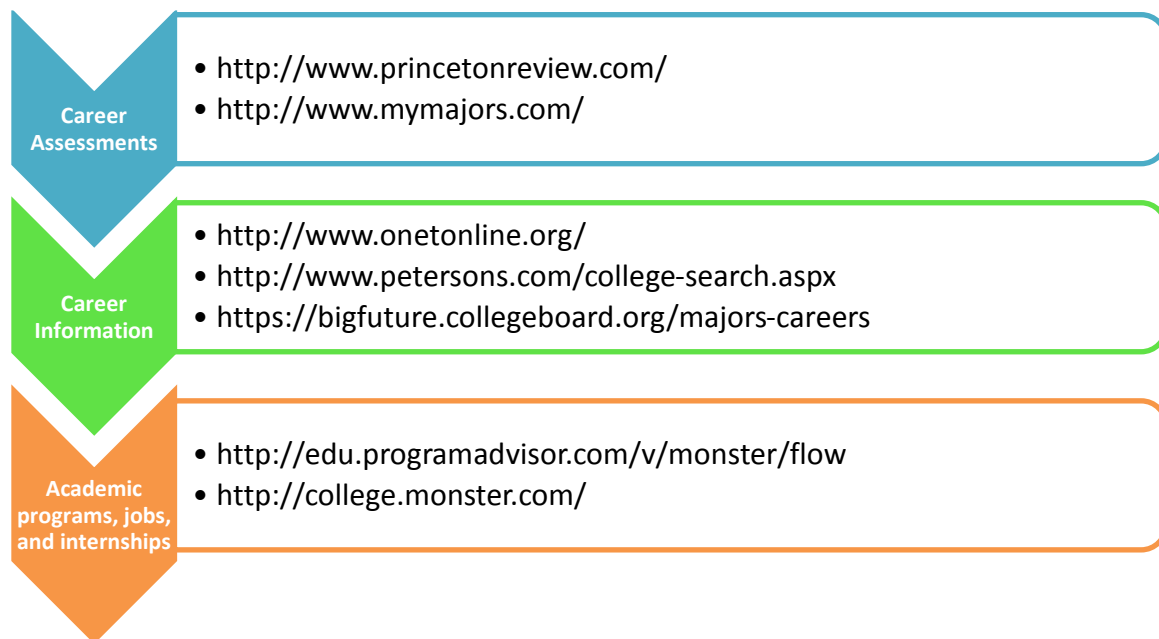 Career
Assessments
• http://www.princetonreview.com/
• http://www.mymajors.com/
Career
Information
• http://www.onetonline.org/
• http://www.petersons.com/college-search.aspx
• https://bigfuture.collegeboard.org/majors-careers
Academic
programs, jobs,
and internships
• http://edu.programadvisor.com/v/monster/flow
• http://college.monster.com/